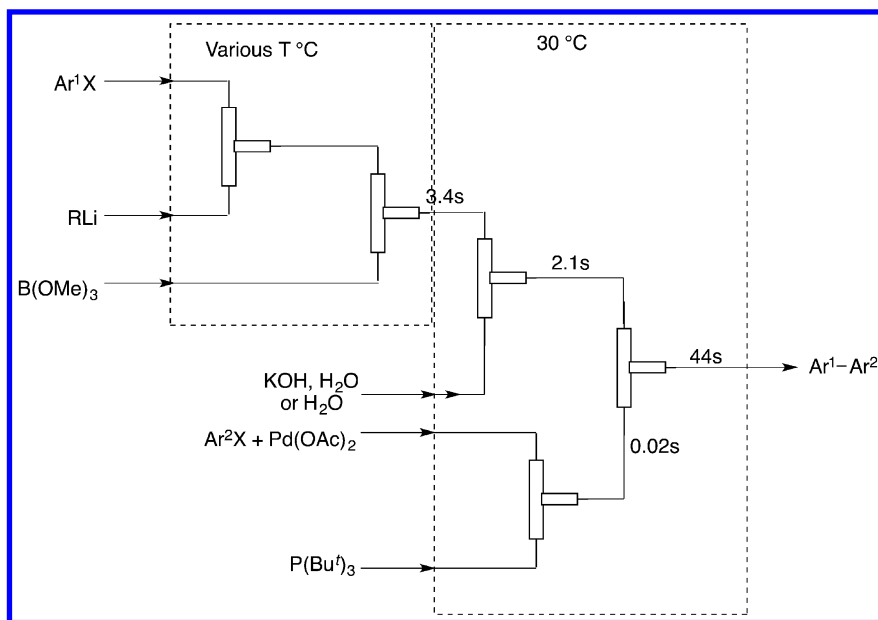 Various T °C
30 °C
Ar¹X
RLi
B(OMe)₃
3.4s
2.1s
44s
Ar¹–Ar²
KOH, H₂O
or H₂O
Ar²X + Pd(OAc)₂
0.02s
P(Buᵗ)₃